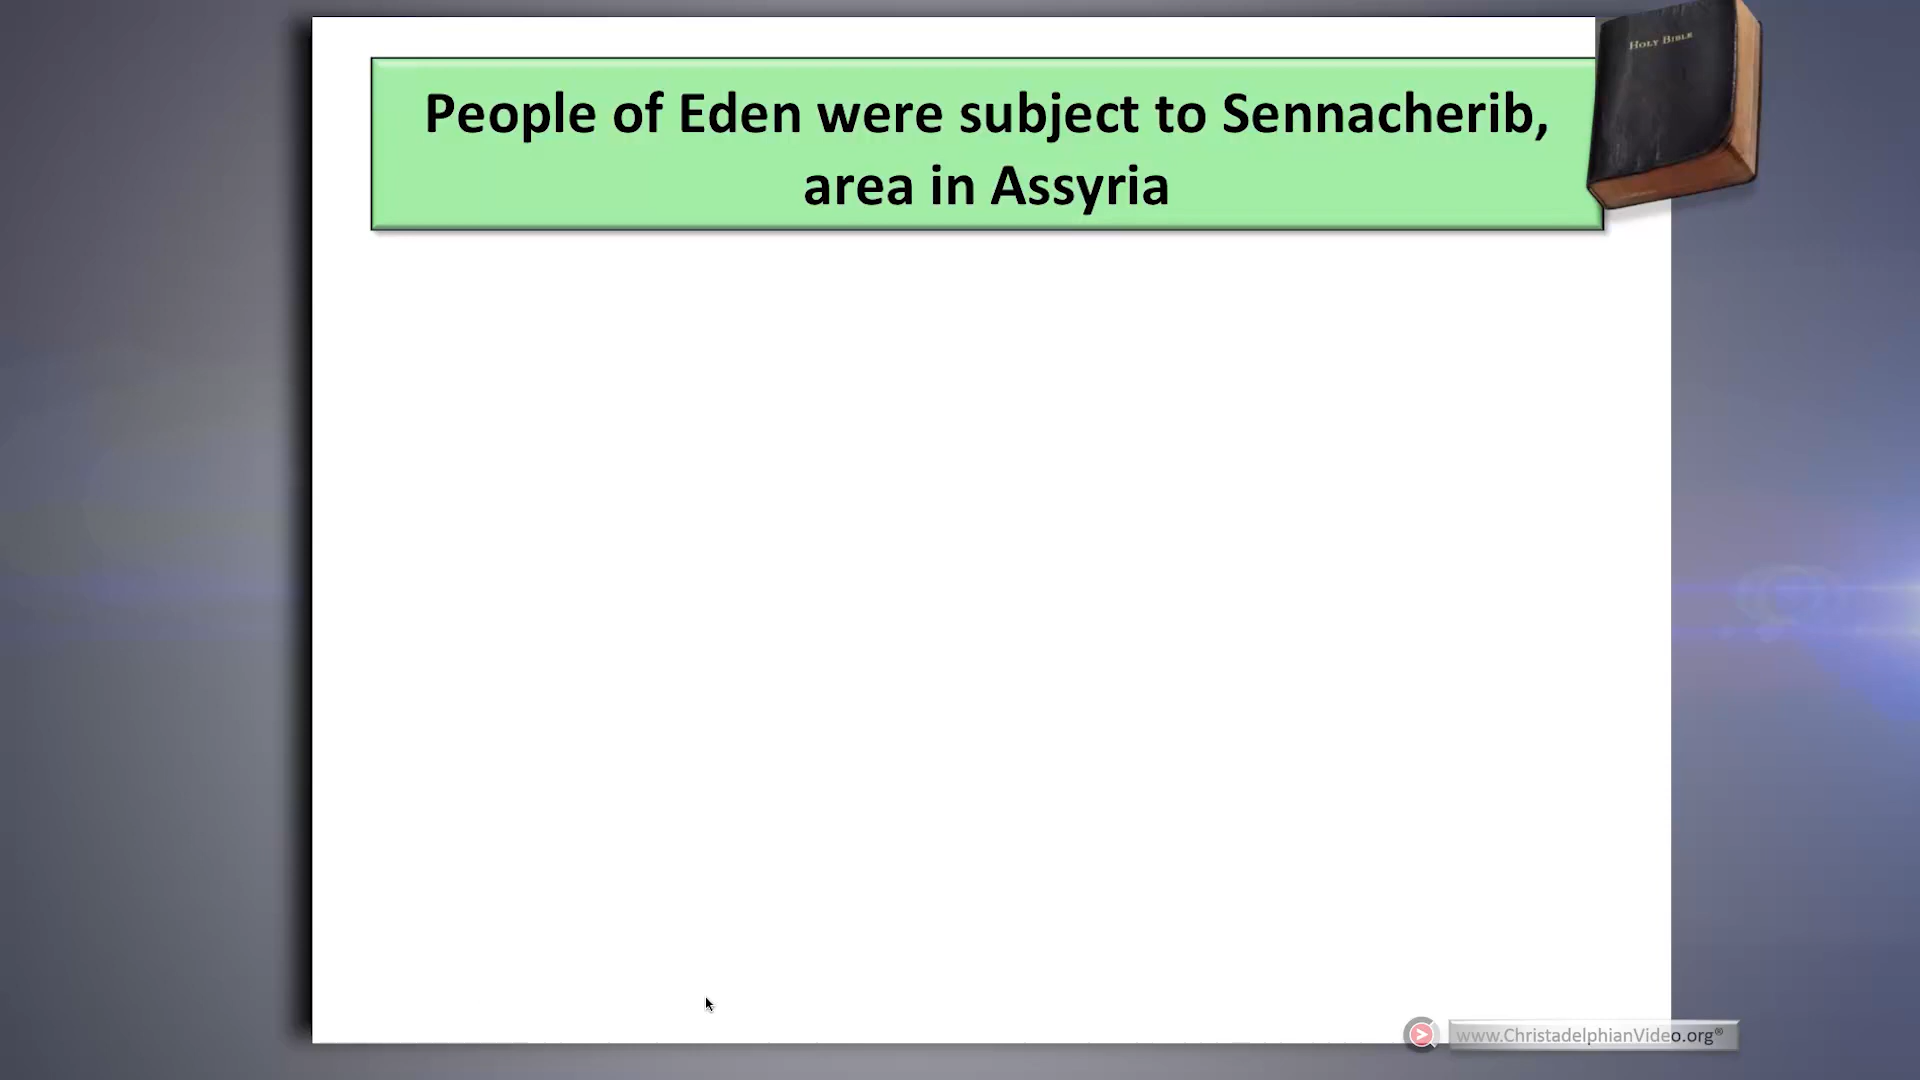 HOLY BIBLE
People of Eden were subject to Sennacherib,
area in Assyria
www.ChristadelphianVideo.org®